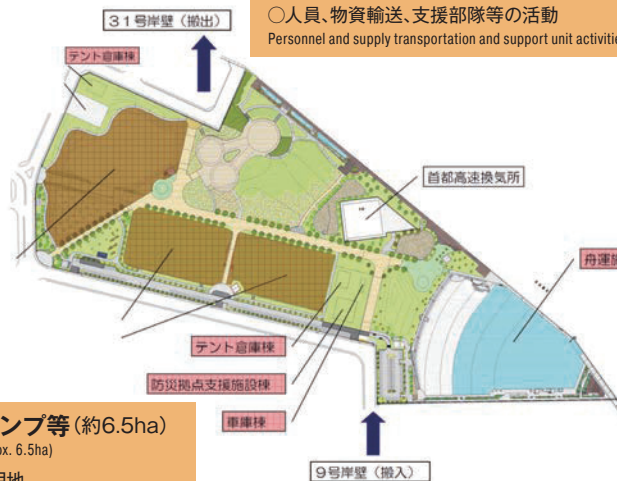 31号岸壁（搬出）
○人員、物資輸送、支援部隊等の活動
Personnel and supply transportation and support unit activities
テント倉庫棟
首都高速換気所
舟運施
テント倉庫棟
防災拠点支援施設棟
車庫棟
ンプ等（約6.5ha）
ox. 6.5ha)
9号岸壁（搬入）